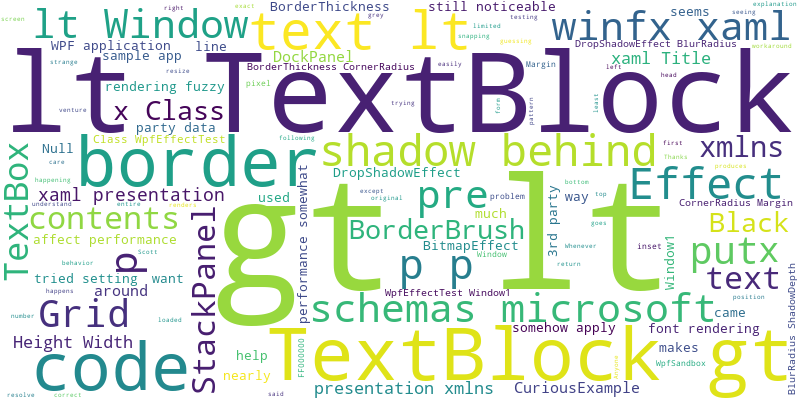 right
exact
BorderThickness
still noticeable
seems
seeing
explanation
lt Window
text lt
winfx xaml
screen
grey
testing
limited
snapping
guessing
WPF application
line
strange
sample app
resize
DockPanel
easily
DropShadowEffect BlurRadius
workaround
xaml Title
BorderThickness CornerRadius
Margin
left
head
lt TextBlock
rendering fuzzy
pixel
venture
x Class
trying
form
pattern
least
party data
Class WpfEffectTest
following
Null
border
shadow behind
first
Thanks
xmlns
care
happening
TextBox
xaml presentation
understand
entire
renders
DropShadowEffect
except
original
pre
problem
bottom
top
produces
Effect
CornerRadius Margin
contents
StackPanel
used
gt lt
performance somewhat
much
way
3rd party
affect performance
BorderBrush
goes
Black
Scott
behavior
p
p p
BitmapEffect
Whenever
inset
Window1
putx
tried setting
want
Window
return
text
happens
around
WpfEffectTest Window1
position
number
loaded
Grid
schemas microsoft
came
BlurRadius ShadowDepth
Height Width
somehow apply
font rendering
code
help
FF000000
TextBlock gt
makes
nearly
WpfSandbox
resolve
correct
said
presentation xmlns
CuriousExample